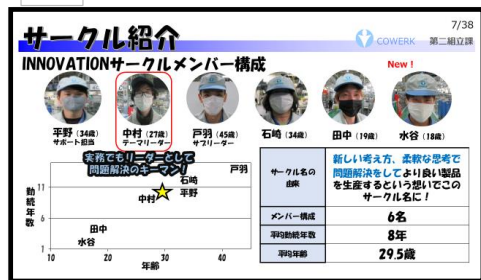 7/38
サークル紹介
COWERK 第二組立課
INNOVATIONサークルメンバー構成
New！
平野（34歳）
サポート担当
中村（27歳）
テーマリーダー
戸羽（45歳）
サブリーダー
石崎（34歳）
田中（19歳）
水谷（18歳）
実務でもリーダーとして
問題解決のキーマン！
勤続年数
11
6
1
10 20 30 40
年齢
戸羽
石崎
中村
平野
田中
水谷
サークル名の
由来
新しい考え方、柔軟な思考で
問題解決をしてより良い製品
を生産するという想いでこの
サークル名に！
メンバー構成 6名
平均勤続年数 8年
平均年齢 29.5歳